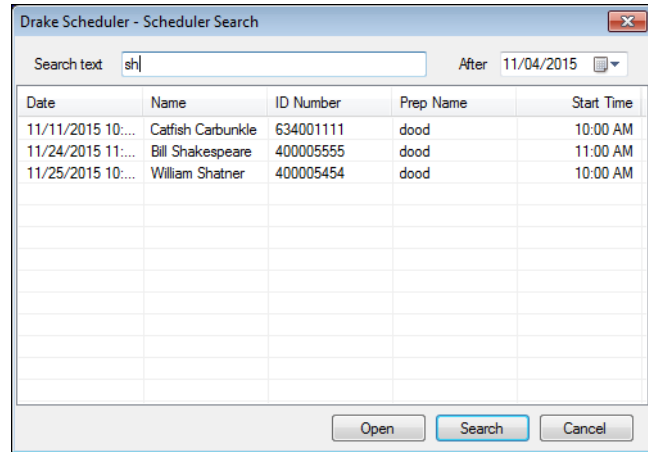 Drake Scheduler - Scheduler Search
Search text sh After 11/04/2015
Date Name ID Number Prep Name Start Time
11/11/2015 10:... Catfish Carbunkle 634001111 dood 10:00 AM
11/24/2015 11:... Bill Shakespeare 400005555 dood 11:00 AM
11/25/2015 10:... William Shatner 400005454 dood 10:00 AM
Open Search Cancel